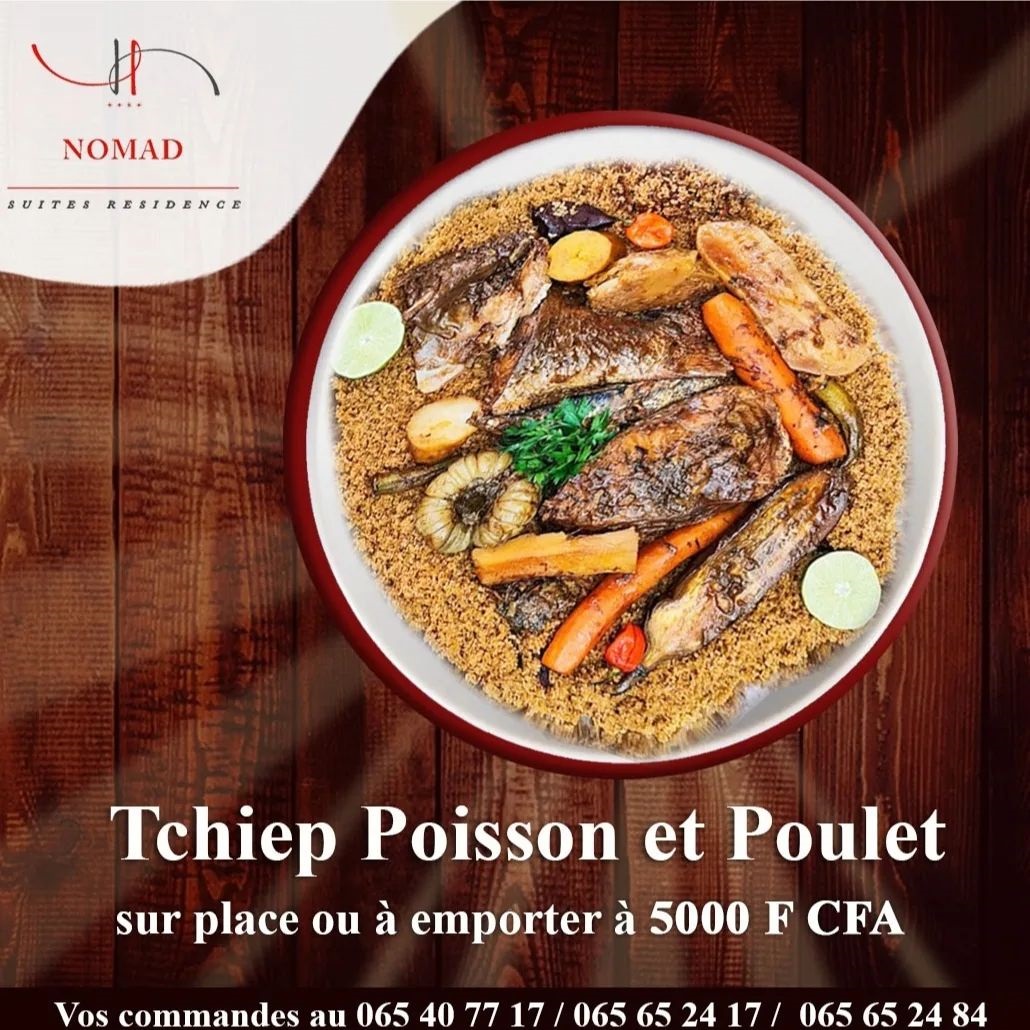 NOMAD
SUITES RESIDENCE
Tchiep Poisson et Poulet
sur place ou à emporter à 5000 F CFA
Vos commandes au 065 40 77 17 / 065 65 24 17 / 065 65 24 84